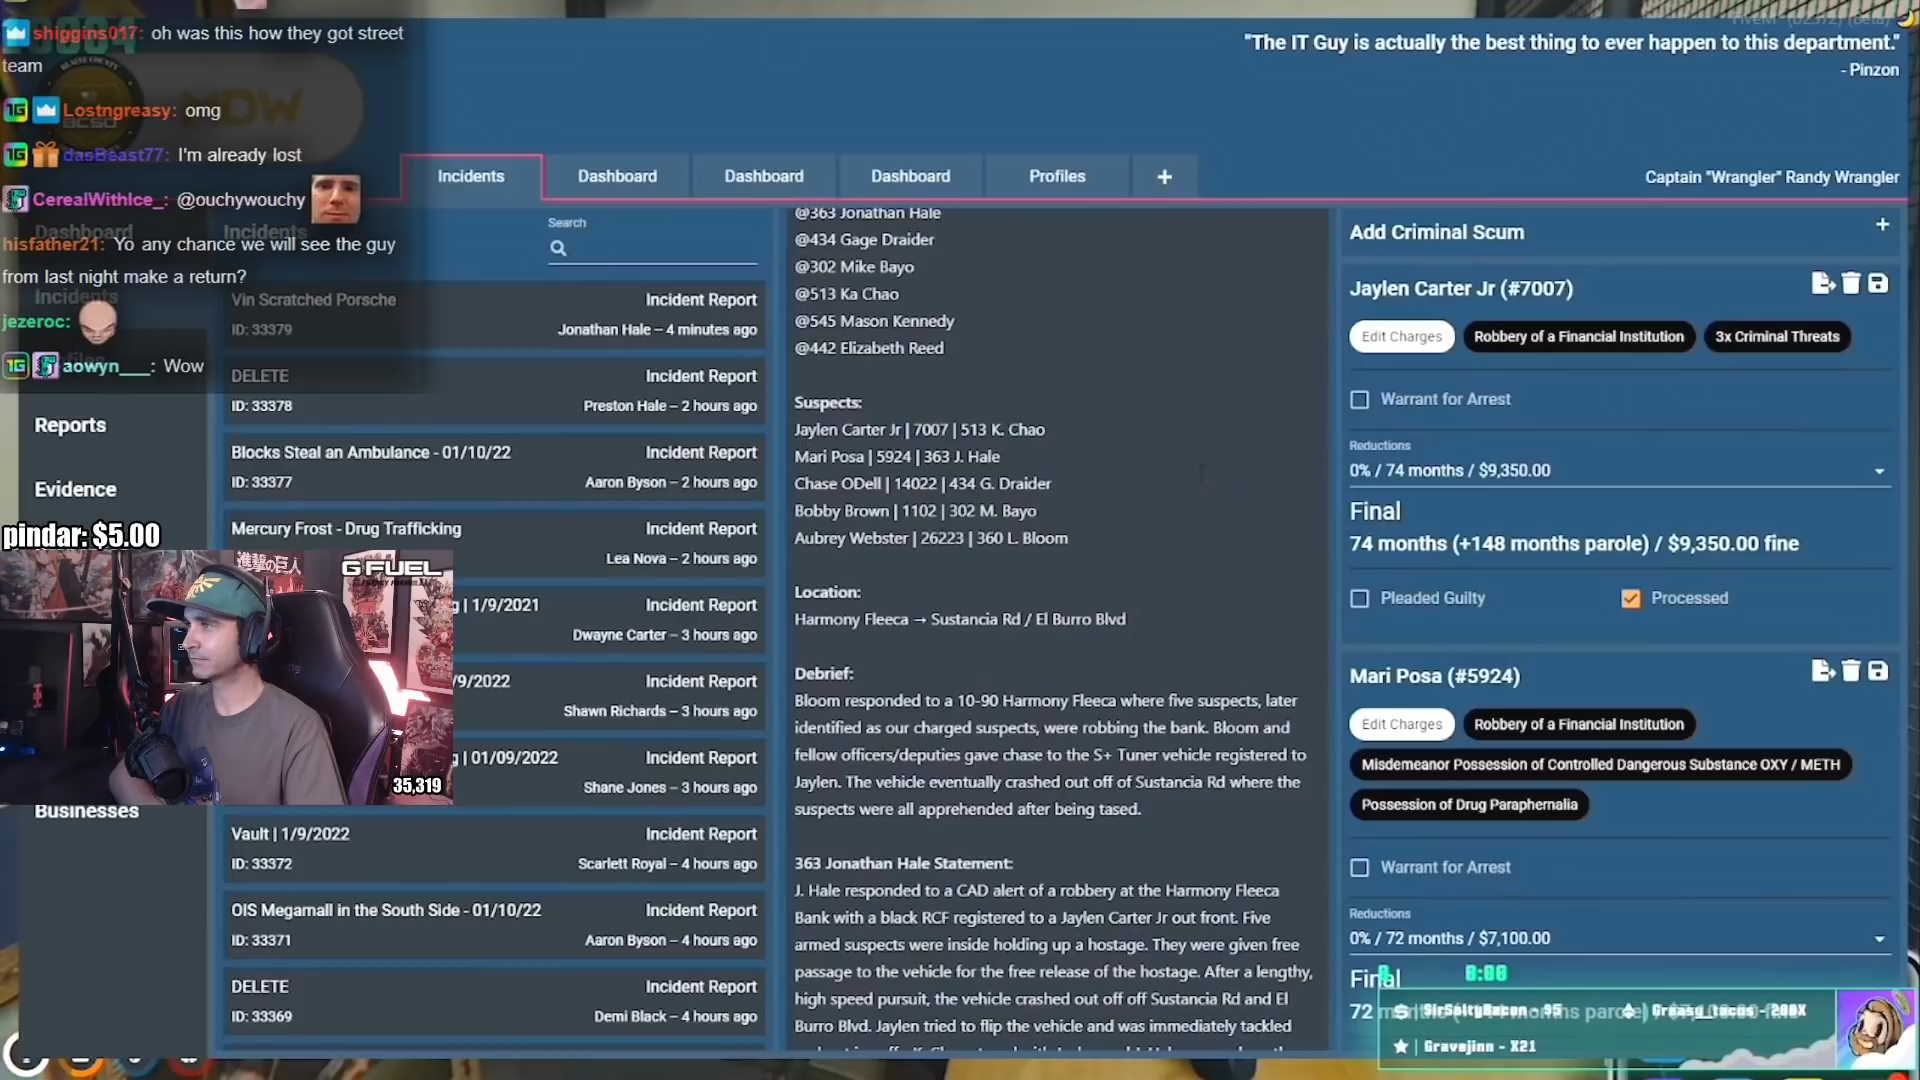 shiggins017: oh was this how they got street
team
Lostngreasy: omg
dasBeast77: I'm already lost
CerealWithIce_: @ouchywouchy
hisfather21: Yo any chance we will see the guy
from last night make a return?
jezeroc:
aowyn___: Wow
"The IT Guy is actually the best thing to ever happen to this department."
- Pinzon
Captain "Wrangler" Randy Wrangler
BCSO
Incidents
Dashboard
Dashboard
Dashboard
Profiles
+
Dashboard
Incidents
Reports
Evidence
Businesses
pindar: $5.00
G FUEL
進撃の巨人
35,319
Incidents
Search
Vin Scratched Porsche
Incident Report
ID: 33379
Jonathan Hale – 4 minutes ago
DELETE
Incident Report
ID: 33378
Preston Hale – 2 hours ago
Blocks Steal an Ambulance - 01/10/22
Incident Report
ID: 33377
Aaron Byson – 2 hours ago
Mercury Frost - Drug Trafficking
Incident Report
Lea Nova – 2 hours ago
g | 1/9/2021
Incident Report
Dwayne Carter – 3 hours ago
/9/2022
Incident Report
Shawn Richards – 3 hours ago
g | 01/09/2022
Incident Report
Shane Jones – 3 hours ago
Vault | 1/9/2022
Incident Report
ID: 33372
Scarlett Royal – 4 hours ago
OIS Megamall in the South Side - 01/10/22
Incident Report
ID: 33371
Aaron Byson – 4 hours ago
DELETE
Incident Report
ID: 33369
Demi Black – 4 hours ago
@363 Jonathan Hale
@434 Gage Draider
@302 Mike Bayo
@513 Ka Chao
@545 Mason Kennedy
@442 Elizabeth Reed
Suspects:
Jaylen Carter Jr | 7007 | 513 K. Chao
Mari Posa | 5924 | 363 J. Hale
Chase ODell | 14022 | 434 G. Draider
Bobby Brown | 1102 | 302 M. Bayo
Aubrey Webster | 26223 | 360 L. Bloom
Location:
Harmony Fleeca → Sustancia Rd / El Burro Blvd
Debrief:
Bloom responded to a 10-90 Harmony Fleeca where five suspects, later
identified as our charged suspects, were robbing the bank. Bloom and
fellow officers/deputies gave chase to the S+ Tuner vehicle registered to
Jaylen. The vehicle eventually crashed out off of Sustancia Rd where the
suspects were all apprehended after being tased.
363 Jonathan Hale Statement:
J. Hale responded to a CAD alert of a robbery at the Harmony Fleeca
Bank with a black RCF registered to a Jaylen Carter Jr out front. Five
armed suspects were inside holding up a hostage. They were given free
passage to the vehicle for the free release of the hostage. After a lengthy,
high speed pursuit, the vehicle crashed out off off Sustancia Rd and El
Burro Blvd. Jaylen tried to flip the vehicle and was immediately tackled
Add Criminal Scum
+
Jaylen Carter Jr (#7007)
Edit Charges
Robbery of a Financial Institution
3x Criminal Threats
Warrant for Arrest
Reductions
0% / 74 months / $9,350.00
Final
74 months (+148 months parole) / $9,350.00 fine
Pleaded Guilty
Processed
Mari Posa (#5924)
Edit Charges
Robbery of a Financial Institution
Misdemeanor Possession of Controlled Dangerous Substance OXY / METH
Possession of Drug Paraphernalia
Warrant for Arrest
Reductions
0% / 72 months / $7,100.00
Final
0:00
SirSaltyBacon - 95
Greasy_tacos - 200X
Gravejinn - X21